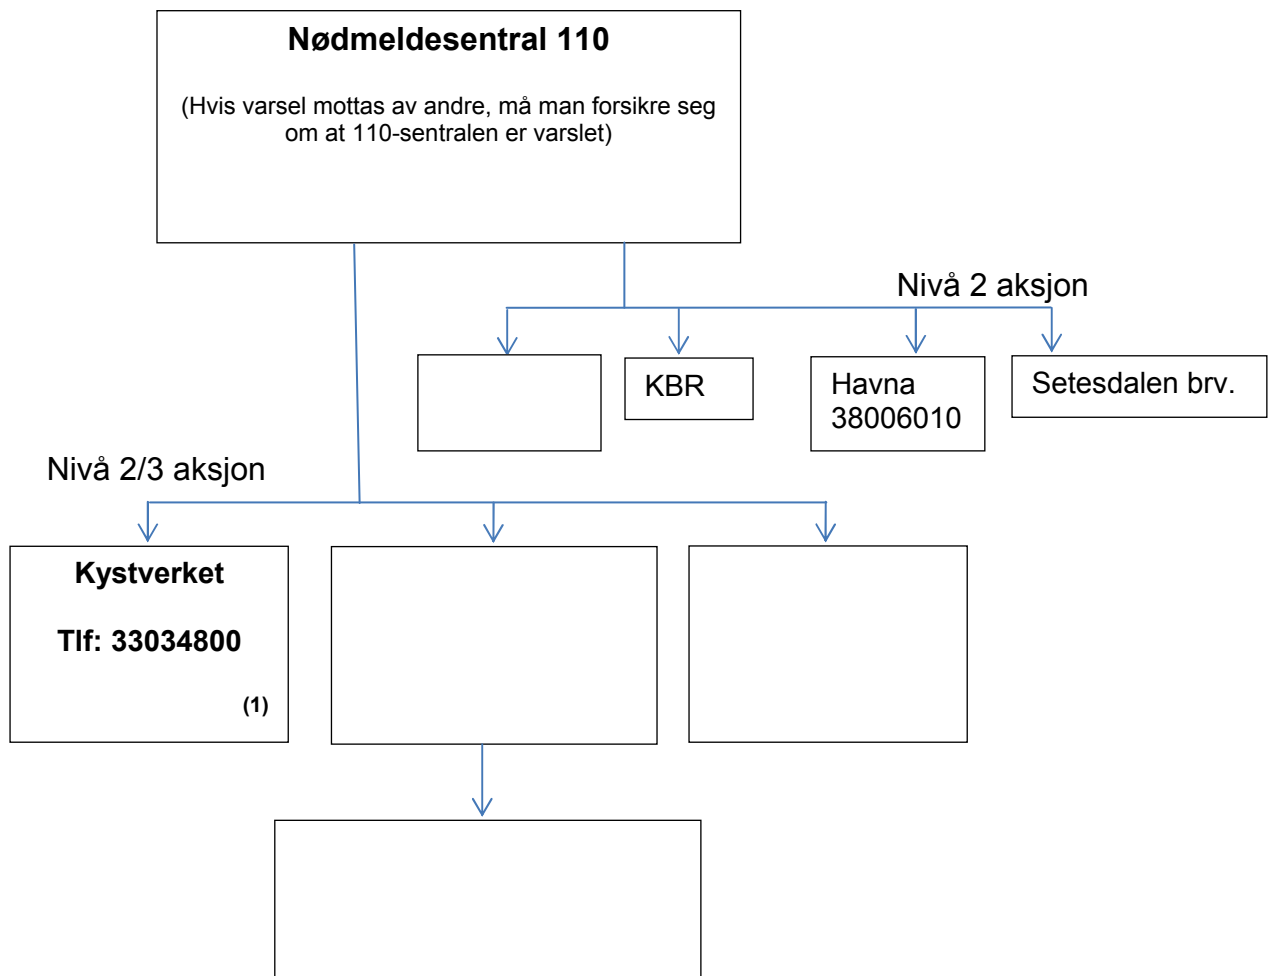 Nødmeldesentral 110
(Hvis varsel mottas av andre, må man forsikre seg
om at 110-sentralen er varslet)
Nivå 2 aksjon
KBR
Havna
38006010
Setesdalen brv.
Nivå 2/3 aksjon
Kystverket
Tlf: 33034800
(1)